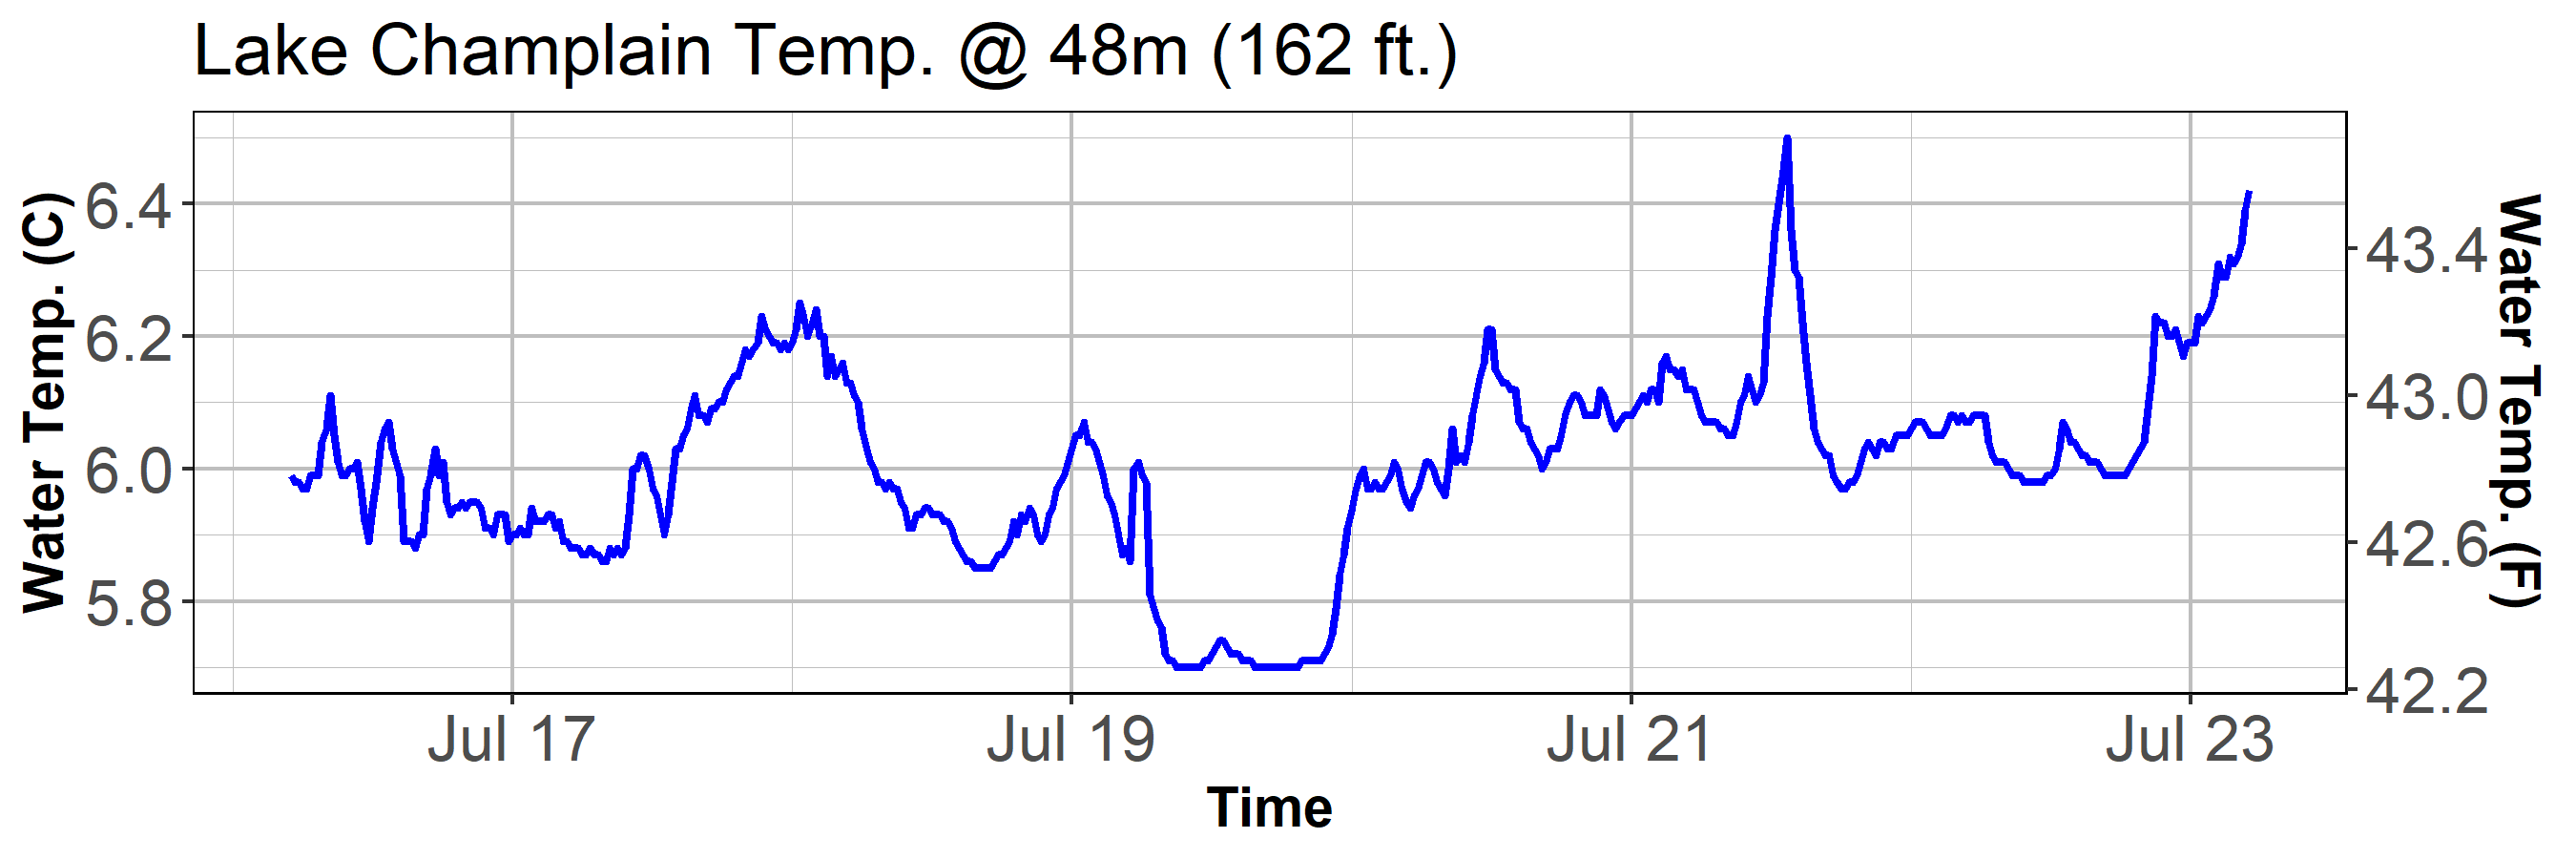 Lake Champlain Temp. @ 48m (162 ft.)
Water Temp. (C)
6.4
6.2
6.0
5.8
43.4
43.0
42.6
42.2
Water Temp. (F)
Jul 17 Jul 19 Jul 21 Jul 23
Time